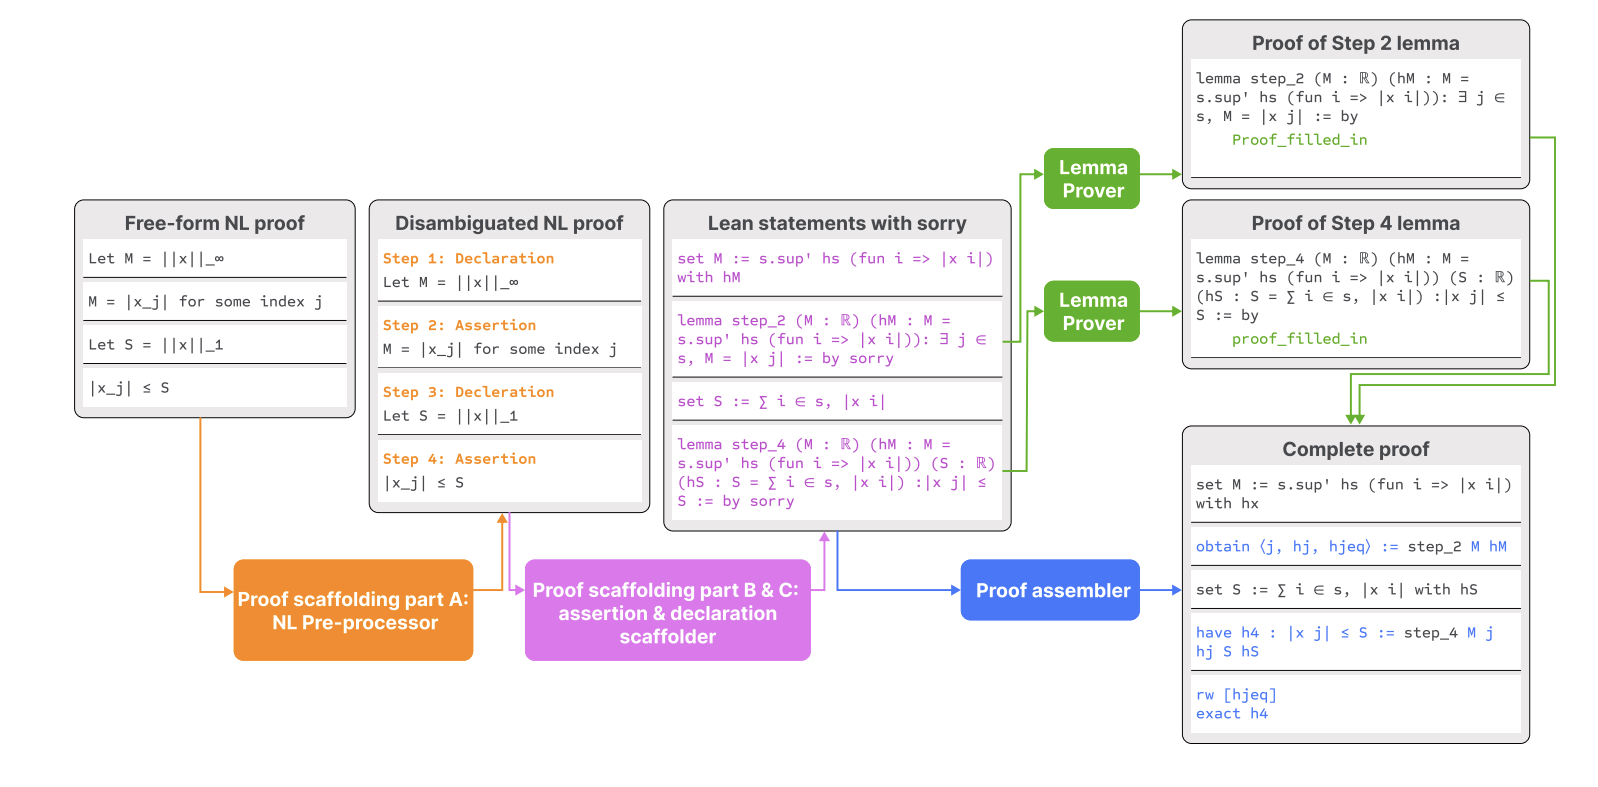 Free-form NL proof
Let M = ||x||_∞
M = |x_j| for some index j
Let S = ||x||_1
|x_j| ≤ S
Disambiguated NL proof
Step 1: Declaration
Let M = ||x||_∞
Step 2: Assertion
M = |x_j| for some index j
Step 3: Decleration
Let S = ||x||_1
Step 4: Assertion
|x_j| ≤ S
Lean statements with sorry
set M := s.sup' hs (fun i => |x i|)
with hM
lemma step_2 (M : ℝ) (hM : M =
s.sup' hs (fun i => |x i|)): ∃ j ∈
s, M = |x j| := by sorry
set S := ∑ i ∈ s, |x i|
lemma step_4 (M : ℝ) (hM : M =
s.sup' hs (fun i => |x i|)) (S : ℝ)
(hS : S = ∑ i ∈ s, |x i|) :|x j| ≤
S := by sorry
Proof scaffolding part A:
NL Pre-processor
Proof scaffolding part B & C:
assertion & declaration
scaffolder
Lemma
Prover
Lemma
Prover
Proof assembler
Proof of Step 2 lemma
lemma step_2 (M : ℝ) (hM : M =
s.sup' hs (fun i => |x i|)): ∃ j ∈
s, M = |x j| := by
Proof_filled_in
Proof of Step 4 lemma
lemma step_4 (M : ℝ) (hM : M =
s.sup' hs (fun i => |x i|)) (S : ℝ)
(hS : S = ∑ i ∈ s, |x i|) :|x j| ≤
S := by
proof_filled_in
Complete proof
set M := s.sup' hs (fun i => |x i|)
with hx
obtain ⟨j, hj, hjeq⟩ := step_2 M hM
set S := ∑ i ∈ s, |x i| with hS
have h4 : |x j| ≤ S := step_4 M j
hj S hS
rw [hjeq]
exact h4